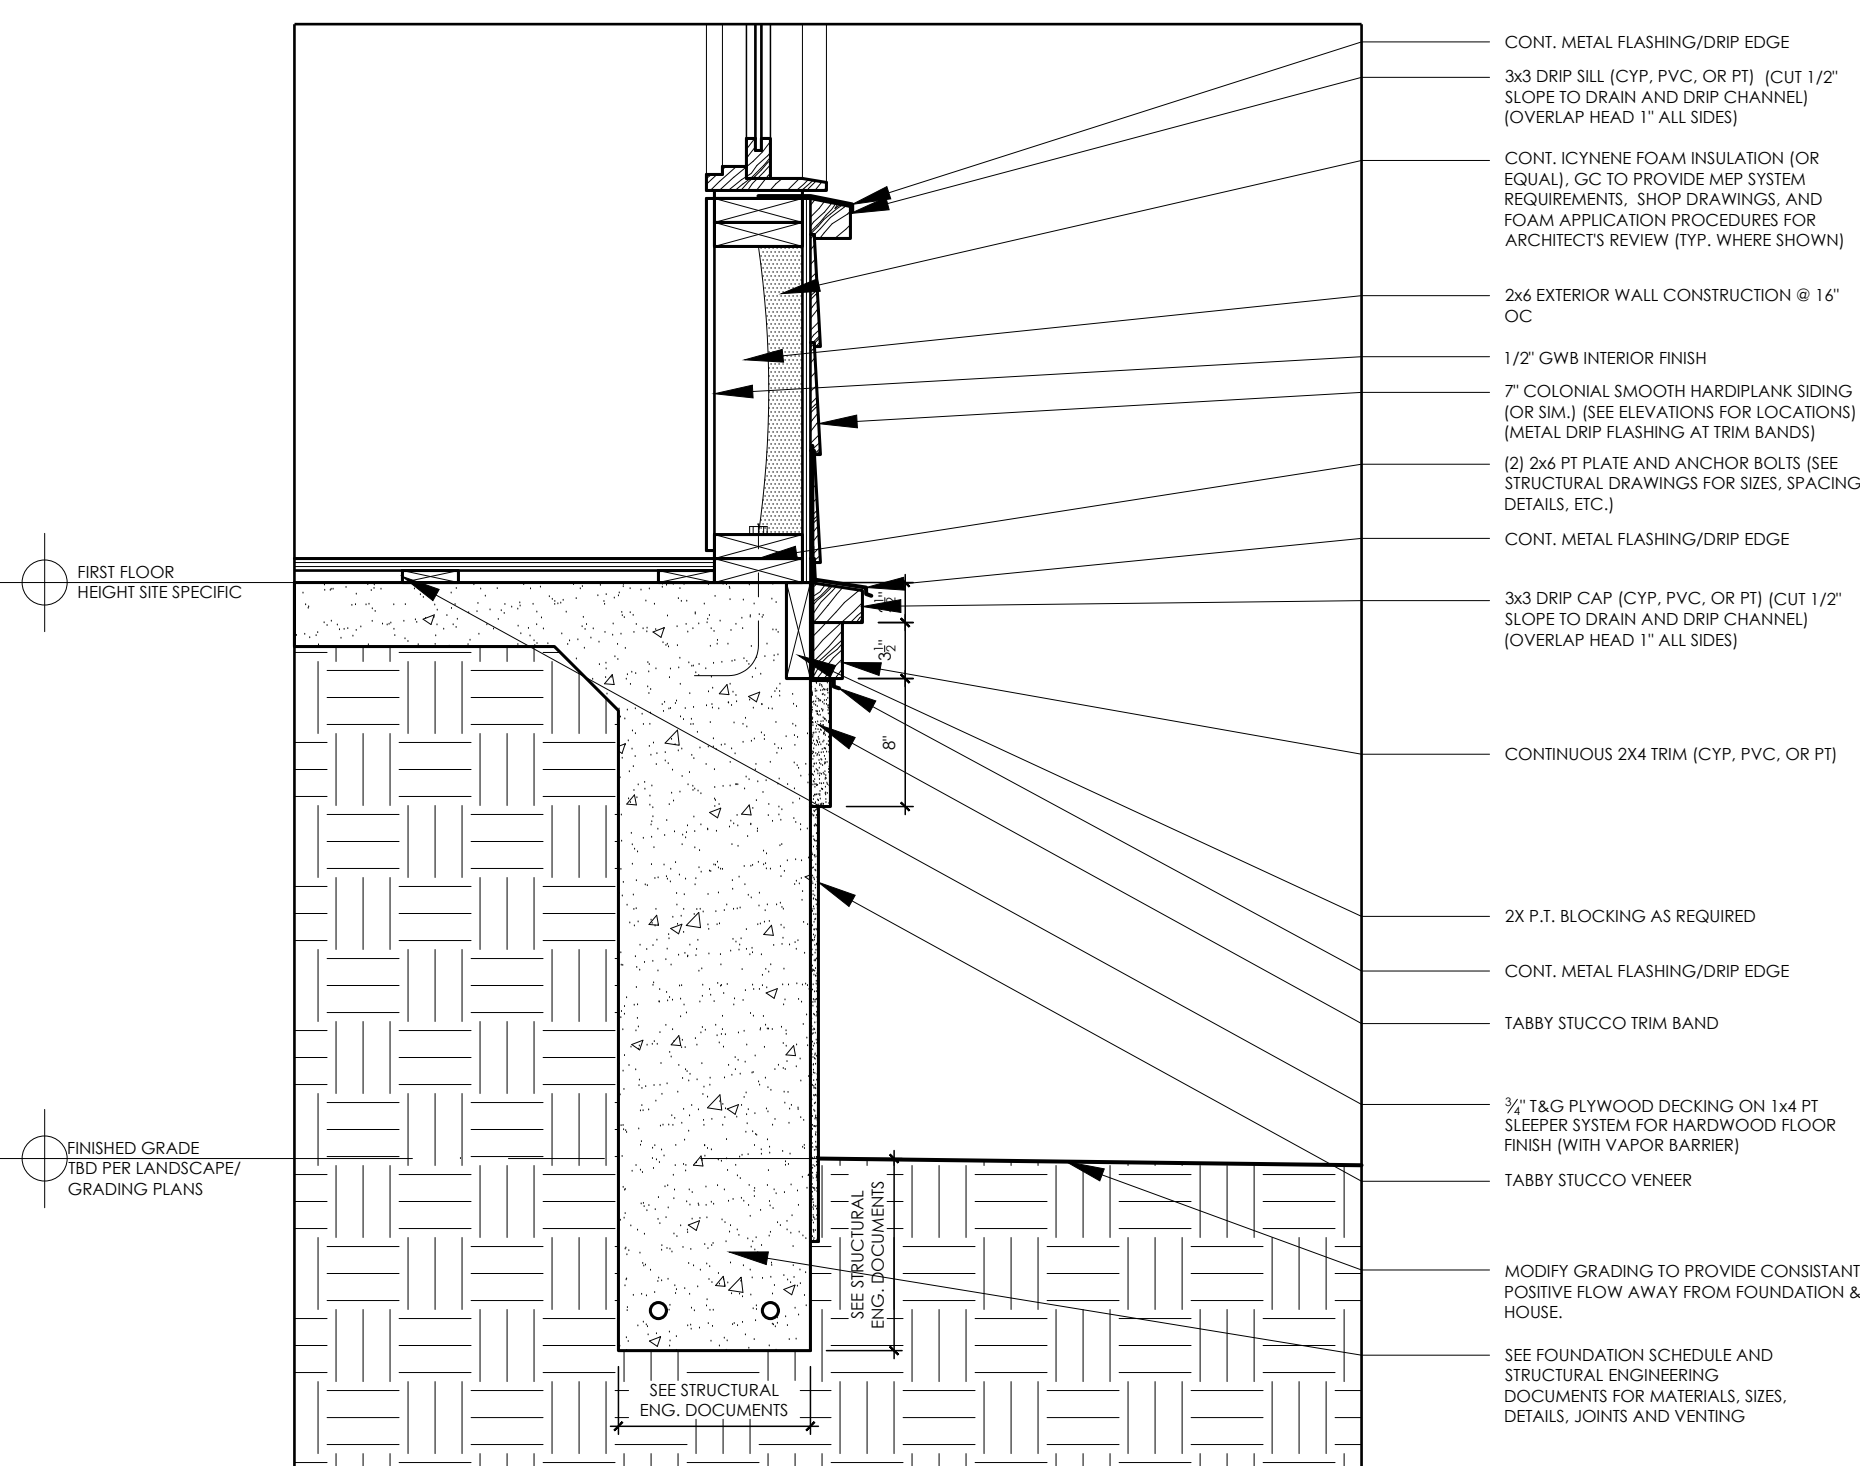 CONT. METAL FLASHING/DRIP EDGE
3x3 DRIP SILL (CYP, PVC, OR PT) (CUT 1/2"
SLOPE TO DRAIN AND DRIP CHANNEL)
(OVERLAP HEAD 1" ALL SIDES)
CONT. ICYNENE FOAM INSULATION (OR
EQUAL), GC TO PROVIDE MEP SYSTEM
REQUIREMENTS, SHOP DRAWINGS, AND
FOAM APPLICATION PROCEDURES FOR
ARCHITECT'S REVIEW (TYP. WHERE SHOWN)
2x6 EXTERIOR WALL CONSTRUCTION @ 16"
OC
1/2" GWB INTERIOR FINISH
7" COLONIAL SMOOTH HARDIPLANK SIDING
(OR SIM.) (SEE ELEVATIONS FOR LOCATIONS)
(METAL DRIP FLASHING AT TRIM BANDS)
(2) 2x6 PT PLATE AND ANCHOR BOLTS (SEE
STRUCTURAL DRAWINGS FOR SIZES, SPACING
DETAILS, ETC.)
CONT. METAL FLASHING/DRIP EDGE
3x3 DRIP CAP (CYP, PVC, OR PT) (CUT 1/2"
SLOPE TO DRAIN AND DRIP CHANNEL)
(OVERLAP HEAD 1" ALL SIDES)
CONTINUOUS 2X4 TRIM (CYP, PVC, OR PT)
2X P.T. BLOCKING AS REQUIRED
CONT. METAL FLASHING/DRIP EDGE
TABBY STUCCO TRIM BAND
¾" T&G PLYWOOD DECKING ON 1x4 PT
SLEEPER SYSTEM FOR HARDWOOD FLOOR
FINISH (WITH VAPOR BARRIER)
TABBY STUCCO VENEER
MODIFY GRADING TO PROVIDE CONSISTANT
POSITIVE FLOW AWAY FROM FOUNDATION &
HOUSE.
SEE FOUNDATION SCHEDULE AND
STRUCTURAL ENGINEERING
DOCUMENTS FOR MATERIALS, SIZES,
DETAILS, JOINTS AND VENTING
FIRST FLOOR
HEIGHT SITE SPECIFIC
FINISHED GRADE
TBD PER LANDSCAPE/
GRADING PLANS
3½"
8"
SEE STRUCTURAL
ENG. DOCUMENTS
SEE STRUCTURAL
ENG. DOCUMENTS